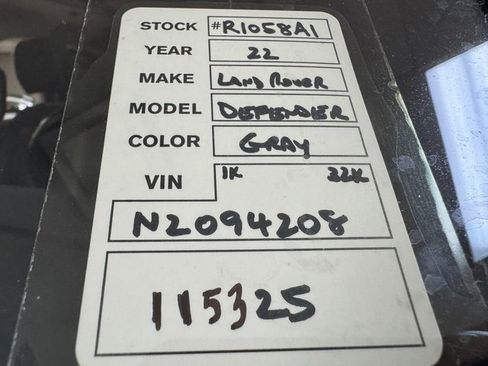 STOCK #R1058A1
YEAR 22
MAKE LAND ROVER
MODEL DEFENDER
COLOR GRAY
VIN 1K 22K
N2094208
115325